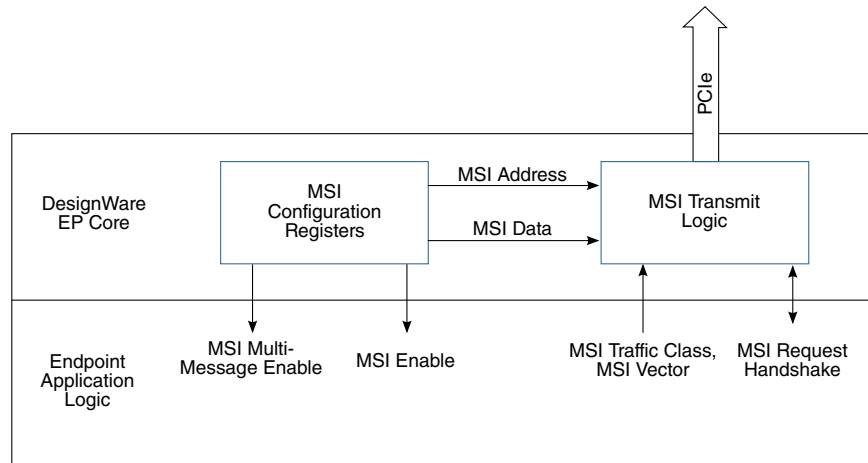 PCIe
DesignWare
EP Core
MSI
Configuration
Registers
MSI Address
MSI Data
MSI Transmit
Logic
Endpoint
Application
Logic
MSI Multi-
Message Enable
MSI Enable
MSI Traffic Class,
MSI Vector
MSI Request
Handshake